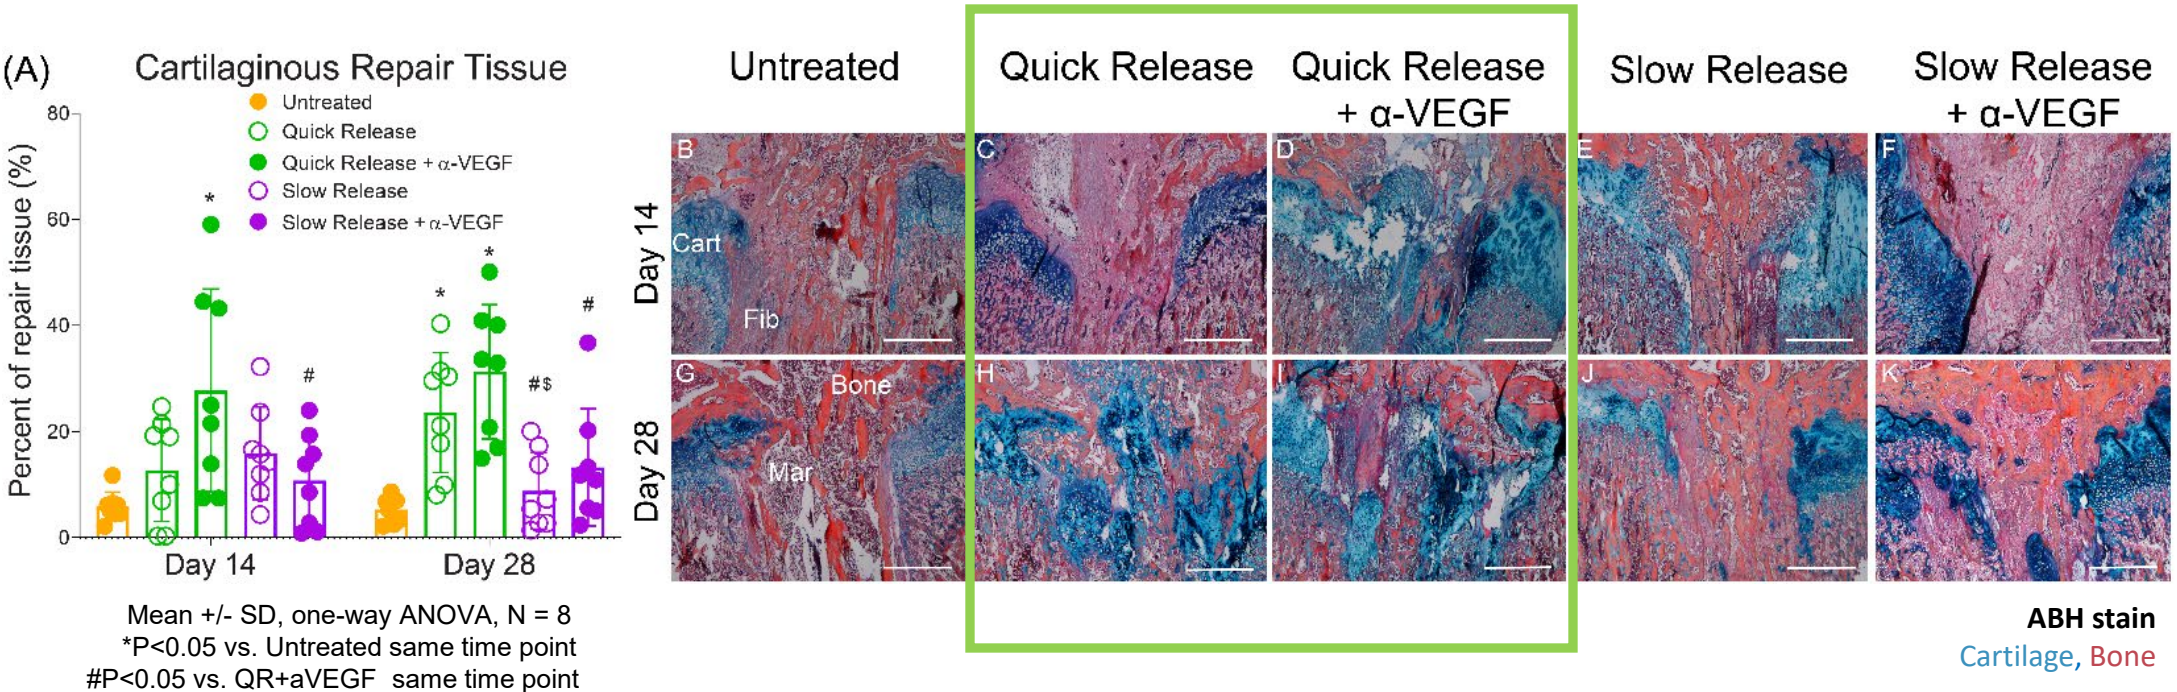 (A)
Cartilaginous Repair Tissue
Untreated
Quick Release
Quick Release + α-VEGF
Slow Release
Slow Release + α-VEGF
Percent of repair tissue (%)
80
60
40
20
0
*
#
*
*
#$
#
Day 14
Day 28
Mean +/- SD, one-way ANOVA, N = 8
*P<0.05 vs. Untreated same time point
#P<0.05 vs. QR+aVEGF same time point
Untreated
Quick Release
Quick Release
+ α-VEGF
Slow Release
Slow Release
+ α-VEGF
Day 14
B
Cart
Fib
C
D
E
F
Day 28
G
Bone
Mar
H
I
J
K
ABH stain
Cartilage, Bone